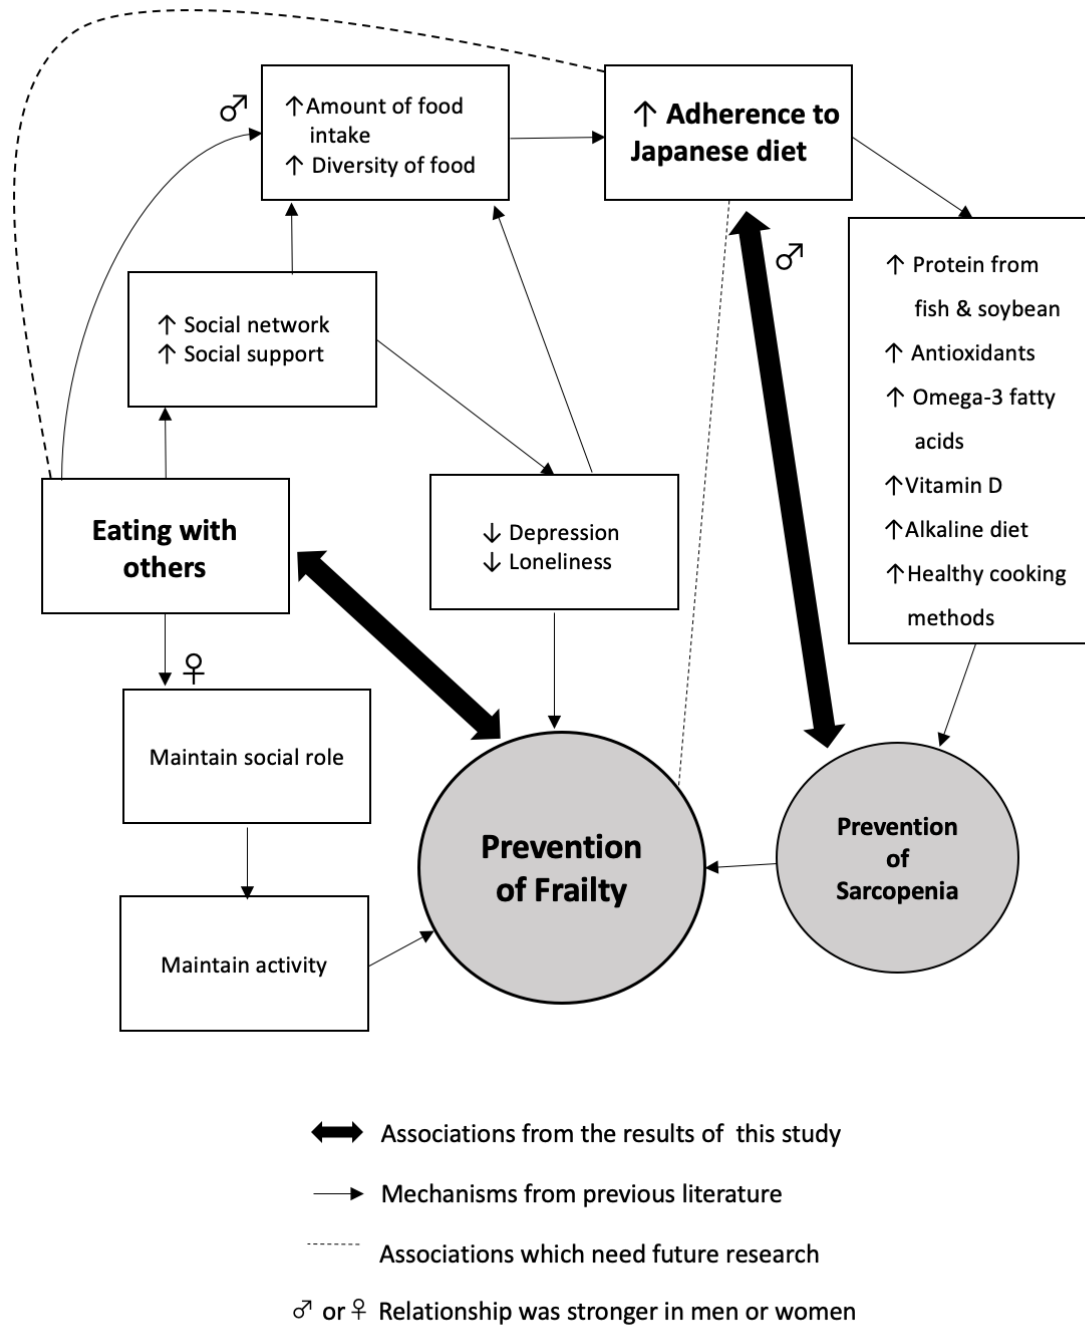 ♂
↑Amount of food
intake
↑ Diversity of food
↑ Adherence to
Japanese diet
♂
↑ Protein from
fish & soybean
↑ Antioxidants
↑ Omega-3 fatty
acids
↑Vitamin D
↑Alkaline diet
↑Healthy cooking
methods
↑ Social network
↑ Social support
Eating with
others
↓ Depression
↓ Loneliness
♀
Maintain social role
Maintain activity
Prevention
of Frailty
Prevention
of
Sarcopenia
Associations from the results of this study
Mechanisms from previous literature
Associations which need future research
♂ or ♀ Relationship was stronger in men or women